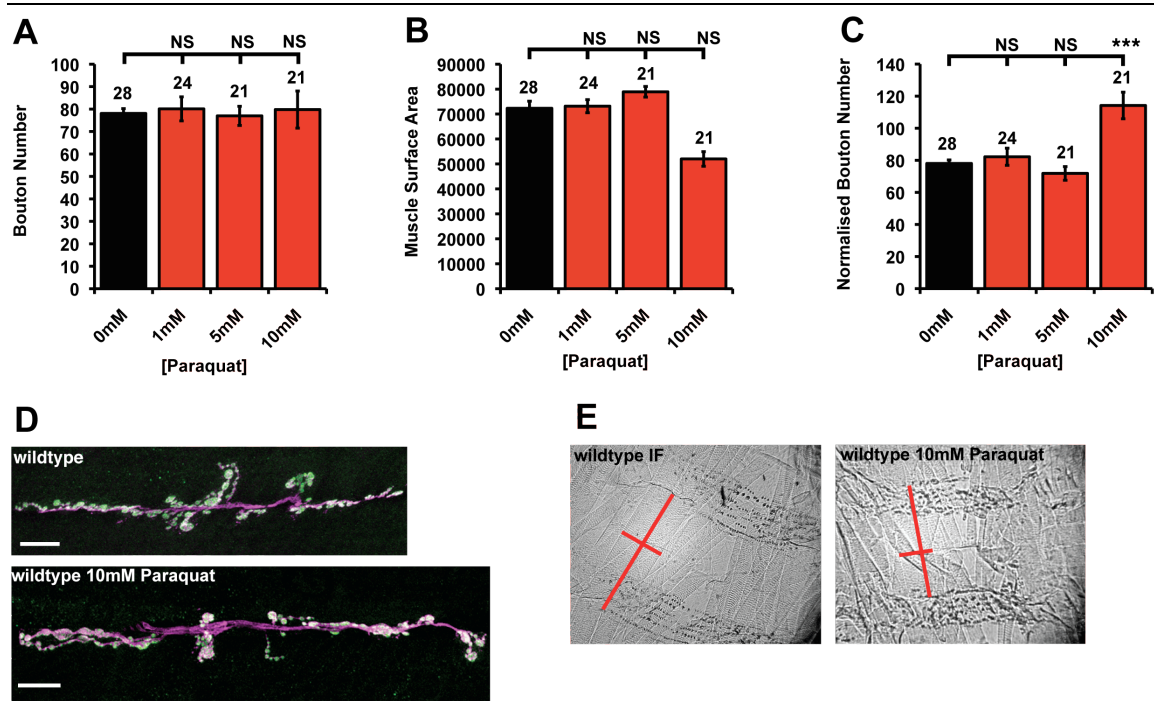 A
NS NS NS
Bouton Number
100
90
80
70
60
50
40
30
20
10
0
28 24 21 21
0mM 1mM 5mM 10mM
[Paraquat]
B
NS NS NS
Muscle Surface Area
90000
80000
70000
60000
50000
40000
30000
20000
10000
0
28 24 21 21
0mM 1mM 5mM 10mM
[Paraquat]
C
NS NS ***
Normalised Bouton Number
140
120
100
80
60
40
20
0
28 24 21 21
0mM 1mM 5mM 10mM
[Paraquat]
D
wildtype
wildtype 10mM Paraquat
E
wildtype IF
wildtype 10mM Paraquat